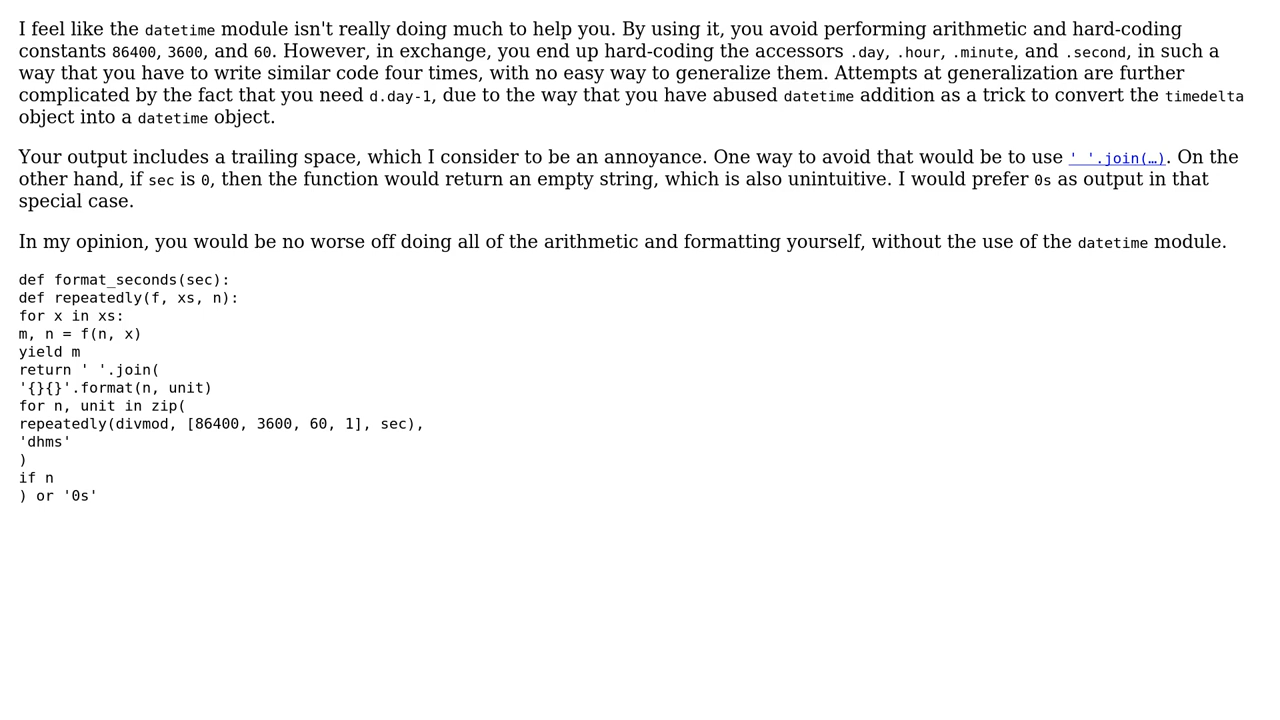 I feel like the datetime module isn't really doing much to help you. By using it, you avoid performing arithmetic and hard-coding
constants 86400, 3600, and 60. However, in exchange, you end up hard-coding the accessors .day, .hour, .minute, and .second, in such a
way that you have to write similar code four times, with no easy way to generalize them. Attempts at generalization are further
complicated by the fact that you need d.day-1, due to the way that you have abused datetime addition as a trick to convert the timedelta
object into a datetime object.
Your output includes a trailing space, which I consider to be an annoyance. One way to avoid that would be to use ' '.join(…). On the
other hand, if sec is 0, then the function would return an empty string, which is also unintuitive. I would prefer 0s as output in that
special case.
In my opinion, you would be no worse off doing all of the arithmetic and formatting yourself, without the use of the datetime module.
def format_seconds(sec):
def repeatedly(f, xs, n):
for x in xs:
m, n = f(n, x)
yield m
return ' '.join(
'{}{}'.format(n, unit)
for n, unit in zip(
repeatedly(divmod, [86400, 3600, 60, 1], sec),
'dhms'
)
if n
) or '0s'